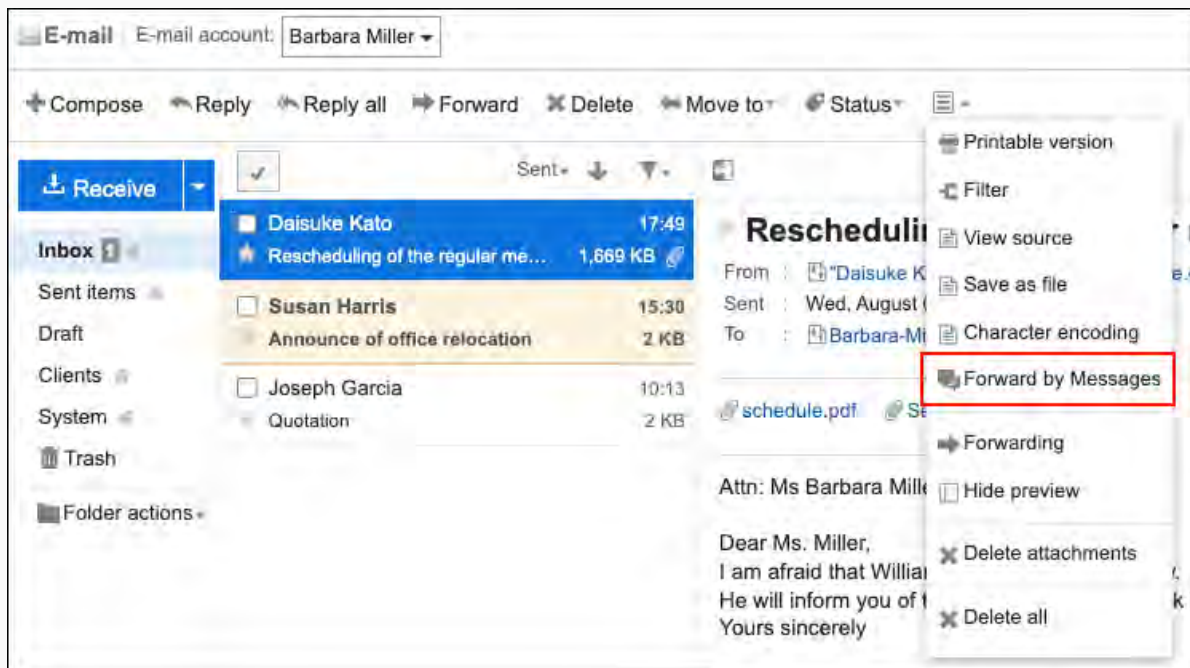 E-mail E-mail account: Barbara Miller
Compose Reply Reply all Forward Delete Move to Status
Receive
Inbox
Sent items
Draft
Clients
System
Trash
Folder actions
Sent
Daisuke Kato 17:49
Rescheduling of the regular me... 1,669 KB
Susan Harris 15:30
Announce of office relocation 2 KB
Joseph Garcia 10:13
Quotation 2 KB
From : "Daisuke
Sent : Wed, August
To : Barbara-
schedule.pdf
Attn: Ms Barbara
Dear Ms. Miller,
I am afraid that
He will inform you of
Yours sincerely
Printable version
Filter
View source
Save as file
Character encoding
Forward by Messages
Forwarding
Hide preview
Delete attachments
Delete all